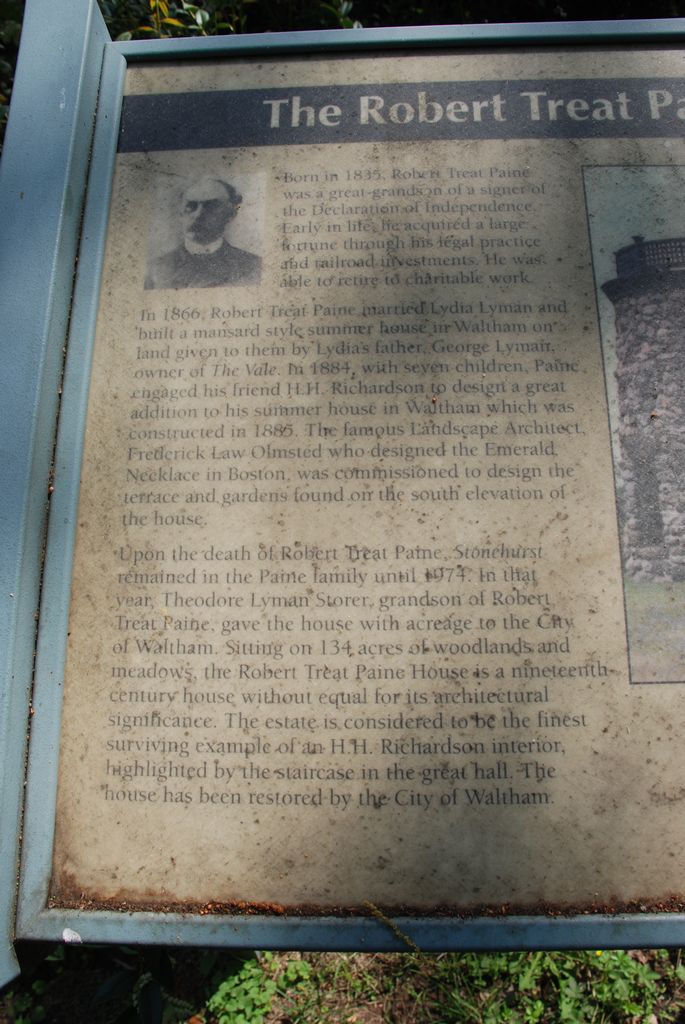 The Robert Treat Pa
Born in 1835, Robert Treat Paine
was a great-grandson of a signer of
the Declaration of Independence.
Early in life, he acquired a large
fortune through his legal practice
and railroad investments. He was
able to retire to charitable work.
In 1866, Robert Treat Paine married Lydia Lyman and
built a mansard style summer house in Waltham on
land given to them by Lydia's father, George Lyman,
owner of The Vale. In 1884, with seven children, Paine
engaged his friend H.H. Richardson to design a great
addition to his summer house in Waltham which was
constructed in 1885. The famous Landscape Architect,
Frederick Law Olmsted who designed the Emerald
Necklace in Boston, was commissioned to design the
terrace and gardens found on the south elevation of
the house.
Upon the death of Robert Treat Paine, Stonehurst
remained in the Paine family until 1974. In that
year, Theodore Lyman Storer, grandson of Robert
Treat Paine, gave the house with acreage to the City
of Waltham. Sitting on 134 acres of woodlands and
meadows, the Robert Treat Paine House is a nineteenth-
century house without equal for its architectural
significance. The estate is considered to be the finest
surviving example of an H.H. Richardson interior,
highlighted by the staircase in the great hall. The
house has been restored by the City of Waltham.